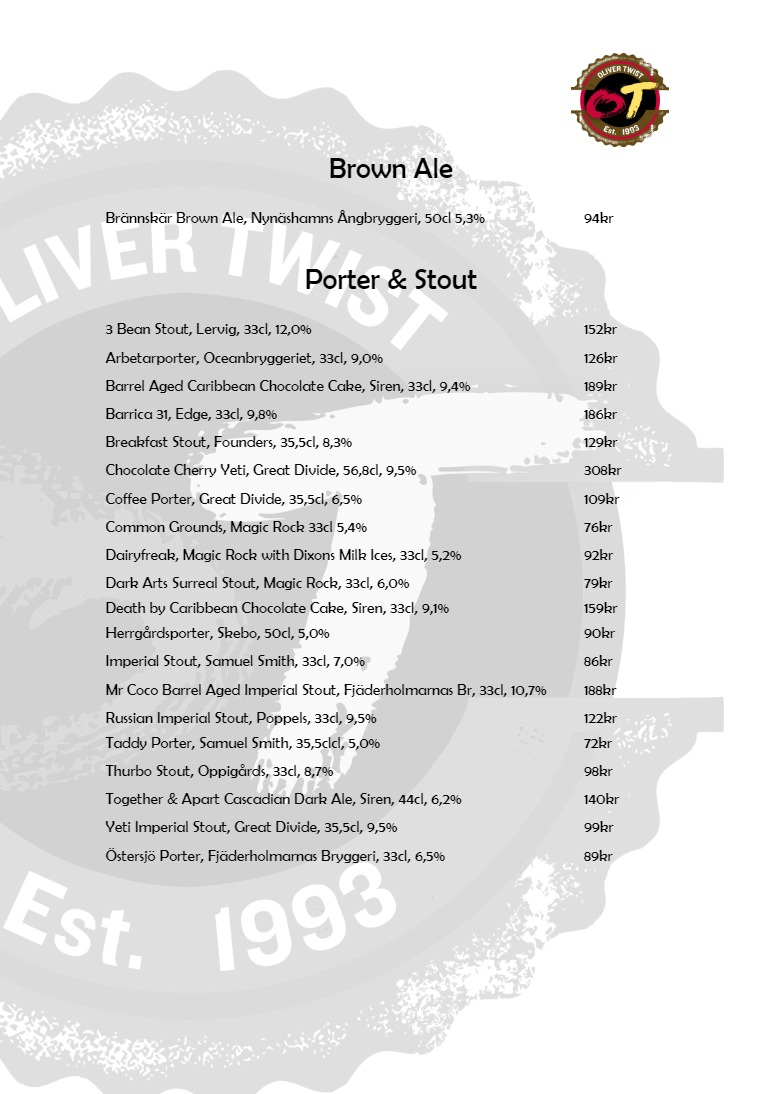 OLIVER TWIST
OT
Est. 1993
Brown Ale
Brännskär Brown Ale, Nynäshamns Ångbryggeri, 50cl 5,3% 94kr
Porter & Stout
3 Bean Stout, Lervig, 33cl, 12,0% 152kr
Arbetarporter, Oceanbryggeriet, 33cl, 9,0% 126kr
Barrel Aged Caribbean Chocolate Cake, Siren, 33cl, 9,4% 189kr
Barrica 31, Edge, 33cl, 9,8% 186kr
Breakfast Stout, Founders, 35,5cl, 8,3% 129kr
Chocolate Cherry Yeti, Great Divide, 56,8cl, 9,5% 308kr
Coffee Porter, Great Divide, 35,5cl, 6,5% 109kr
Common Grounds, Magic Rock 33cl 5,4% 76kr
Dairyfreak, Magic Rock with Dixons Milk Ices, 33cl, 5,2% 92kr
Dark Arts Surreal Stout, Magic Rock, 33cl, 6,0% 79kr
Death by Caribbean Chocolate Cake, Siren, 33cl, 9,1% 159kr
Herrgårdsporter, Skebo, 50cl, 5,0% 90kr
Imperial Stout, Samuel Smith, 33cl, 7,0% 86kr
Mr Coco Barrel Aged Imperial Stout, Fjäderholmarnas Br, 33cl, 10,7% 188kr
Russian Imperial Stout, Poppels, 33cl, 9,5% 122kr
Taddy Porter, Samuel Smith, 35,5clcl, 5,0% 72kr
Thurbo Stout, Oppigårds, 33cl, 8,7% 98kr
Together & Apart Cascadian Dark Ale, Siren, 44cl, 6,2% 140kr
Yeti Imperial Stout, Great Divide, 35,5cl, 9,5% 99kr
Östersjö Porter, Fjäderholmarnas Bryggeri, 33cl, 6,5% 89kr
LIVER TWIST
T
Est. 1993